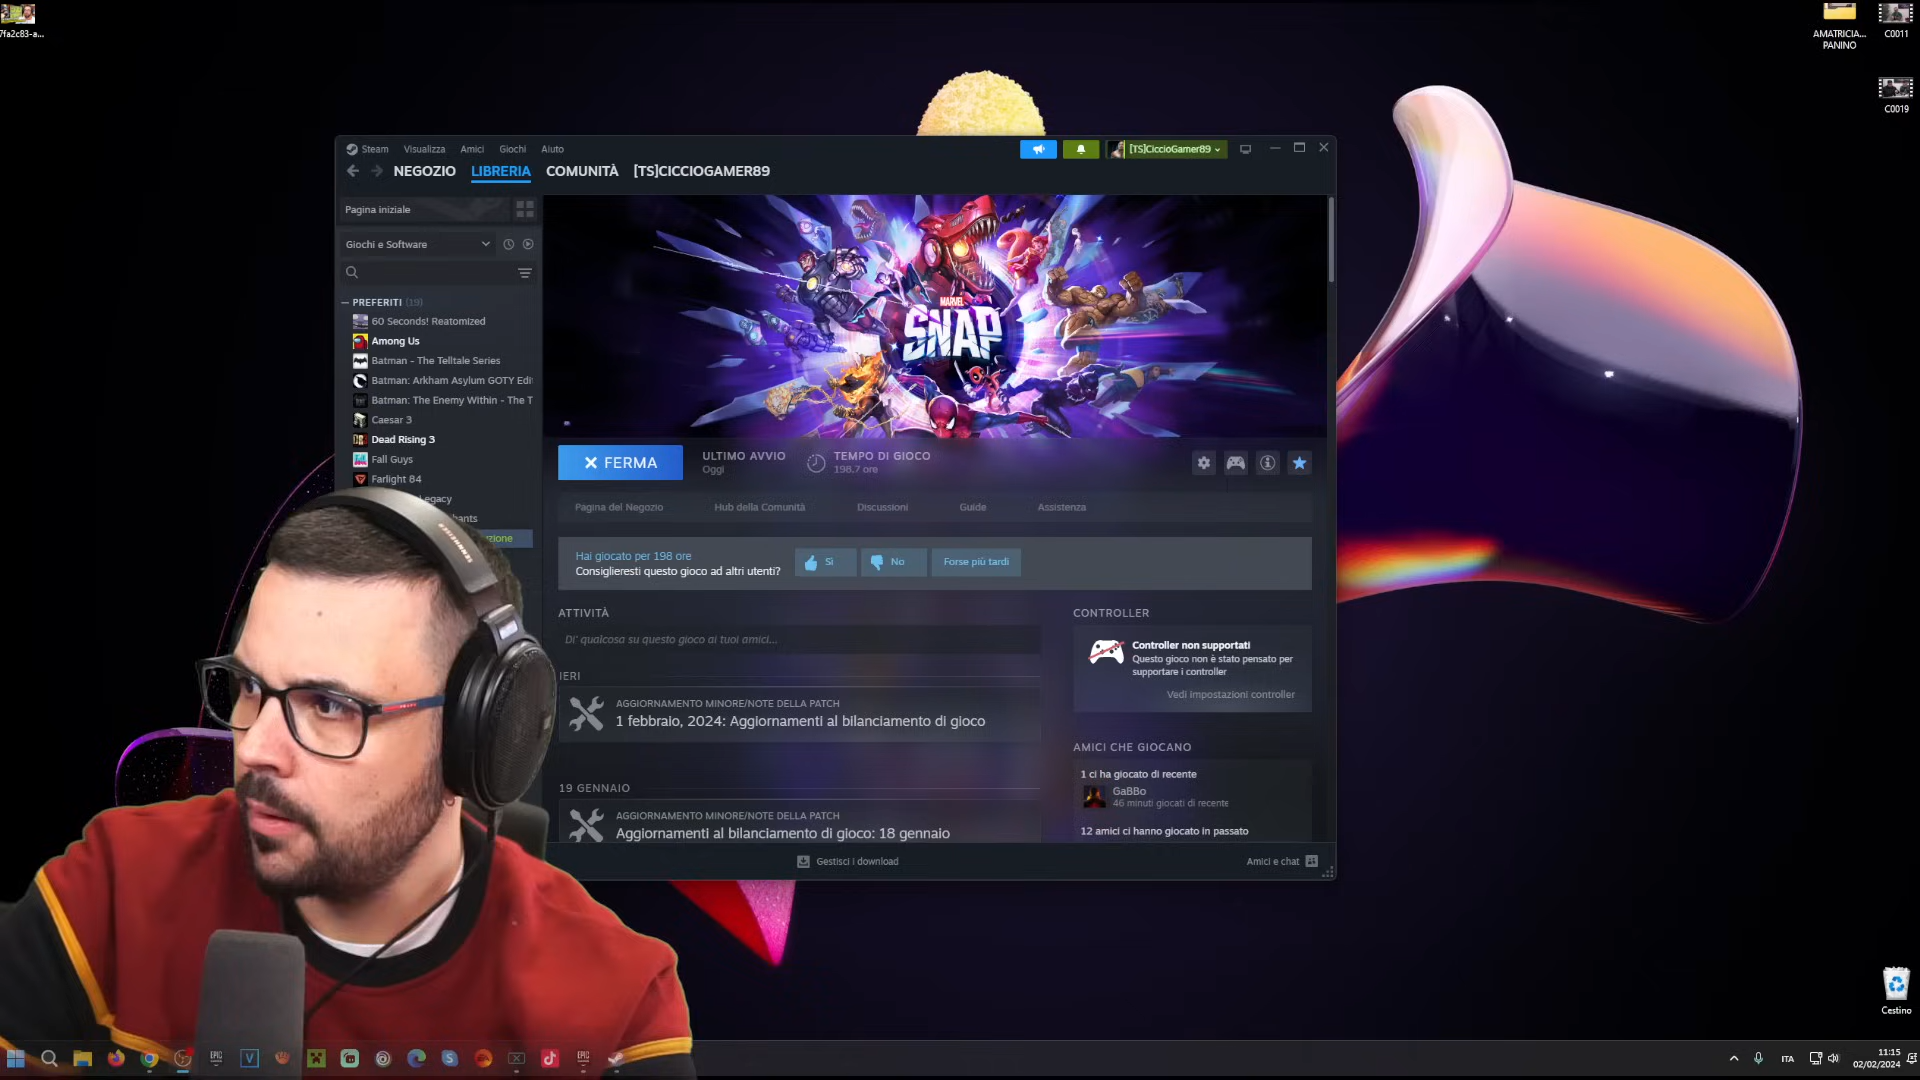 7fa2c83-a...
AMATRICIA...
PANINO
C0011
C0019
Steam
Visualizza
Amici
Giochi
Aiuto
[TS]CiccioGamer89
NEGOZIO
LIBRERIA
COMUNITÀ
[TS]CICCIOGAMER89
Pagina iniziale
Giochi e Software
PREFERITI (19)
60 Seconds! Reatomized
Among Us
Batman - The Telltale Series
Batman: Arkham Asylum GOTY Edi
Batman: The Enemy Within - The T
Caesar 3
Dead Rising 3
Fall Guys
Farlight 84
egacy
hants
zione
MARVEL
SNAP
FERMA
ULTIMO AVVIO
Oggi
TEMPO DI GIOCO
198.7 ore
Pagina del Negozio
Hub della Comunità
Discussioni
Guide
Assistenza
Hai giocato per 198 ore
Consiglieresti questo gioco ad altri utenti?
Sì
No
Forse più tardi
ATTIVITÀ
Di' qualcosa su questo gioco ai tuoi amici...
IERI
AGGIORNAMENTO MINORE/NOTE DELLA PATCH
1 febbraio, 2024: Aggiornamenti al bilanciamento di gioco
19 GENNAIO
AGGIORNAMENTO MINORE/NOTE DELLA PATCH
Aggiornamenti al bilanciamento di gioco: 18 gennaio
CONTROLLER
Controller non supportati
Questo gioco non è stato pensato per
supportare i controller
Vedi impostazioni controller
AMICI CHE GIOCANO
1 ci ha giocato di recente
GaBBo
46 minuti giocati di recente
12 amici ci hanno giocato in passato
Gestisci i download
Amici e chat
Cestino
EPIC
V
EPIC
ITA
11:15
02/02/2024